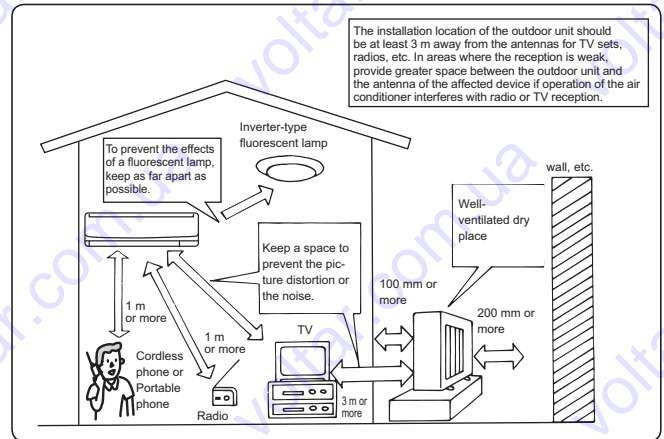 The installation location of the outdoor unit should
be at least 3 m away from the antennas for TV sets,
radios, etc. In areas where the reception is weak,
provide greater space between the outdoor unit and
the antenna of the affected device if operation of the air
conditioner interferes with radio or TV reception.
Inverter-type
fluorescent lamp
To prevent the effects
of a fluorescent lamp,
keep as far apart as
possible.
wall, etc.
Well-
ventilated dry
place
Keep a space to
prevent the pic-
ture distortion or
the noise.
100 mm or
more
200 mm or
more
1 m
or more
1 m
or more
TV
Cordless
phone or
Portable
phone
Radio
3 m or
more
voltar.com.ua